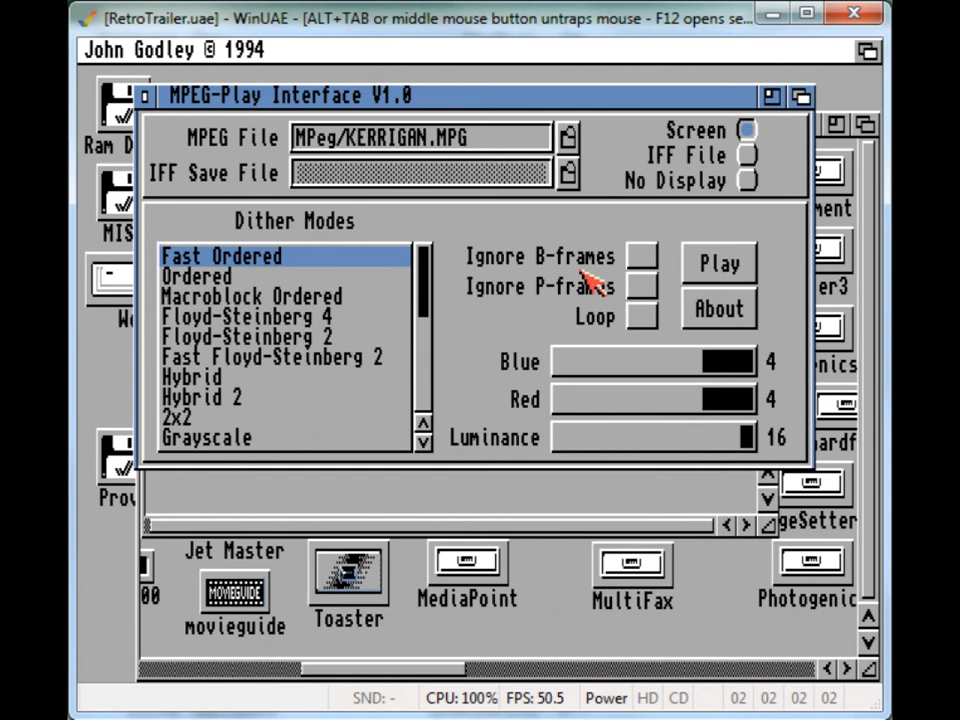 [RetroTrailer.uae] - WinUAE - [ALT+TAB or middle mouse button untraps mouse - F12 opens se...
John Godley © 1994
MPEG-Play Interface V1.0
MPEG File
MPeg/KERRIGAN.MPG
IFF Save File
Screen
IFF File
No Display
Dither Modes
Fast Ordered
Ordered
Macroblock Ordered
Floyd-Steinberg 4
Floyd-Steinberg 2
Fast Floyd-Steinberg 2
Hybrid
Hybrid 2
2x2
Grayscale
Ignore B-frames
Ignore P-frames
Loop
Play
About
Blue
4
Red
4
Luminance
16
Ram D
MIS
Wo
Prov
ment
er3
nics
ardf
geSetter
00
Jet Master
movieguide
MOVIEGUIDE
Toaster
MediaPoint
MultiFax
Photogenic
SND: -
CPU: 100%
FPS: 50.5
Power
HD
CD
02
02
02
02